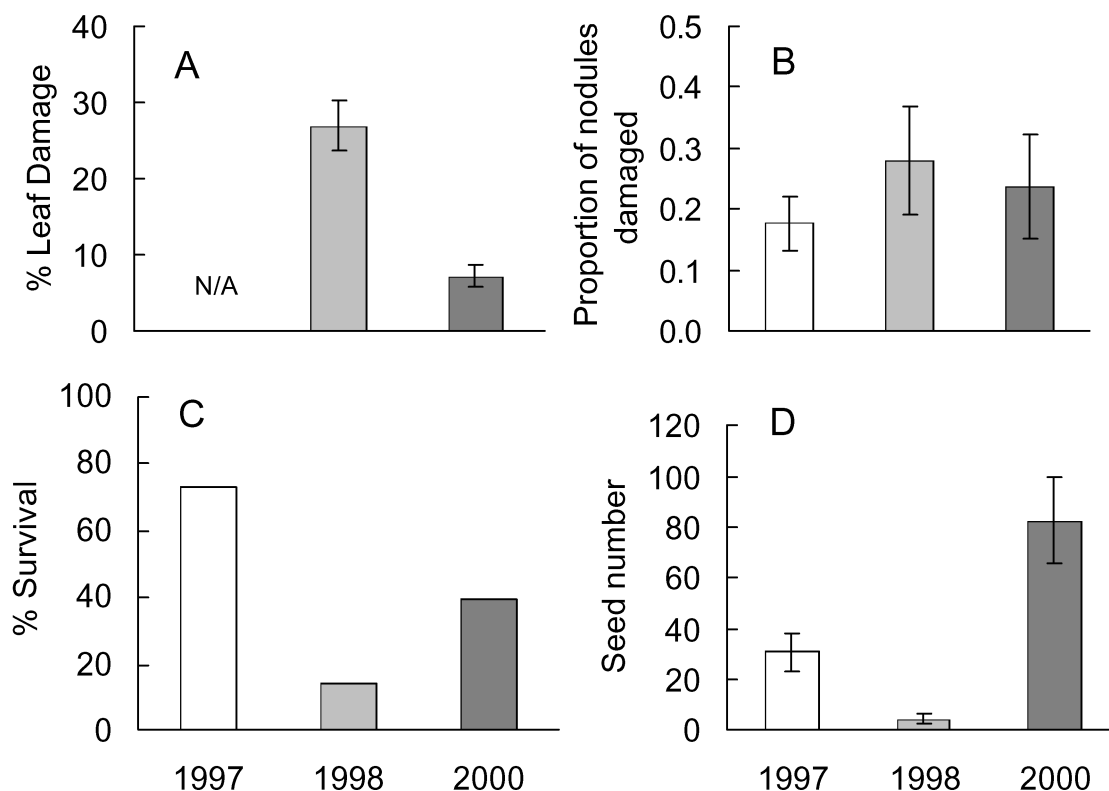 A
% Leaf Damage
40
30
20
10
0
N/A
B
Proportion of nodules
damaged
0.5
0.4
0.3
0.2
0.1
0.0
C
% Survival
100
80
60
40
20
0
1997 1998 2000
D
Seed number
120
100
80
60
40
20
0
1997 1998 2000